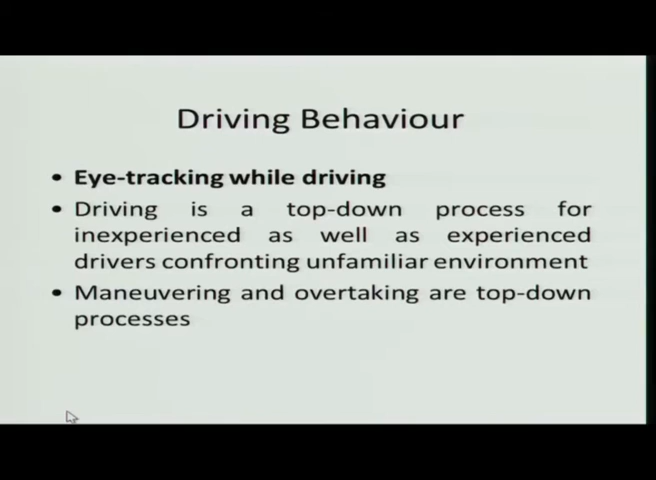 Driving Behaviour
• Eye-tracking while driving
• Driving is a top-down process for
inexperienced as well as experienced
drivers confronting unfamiliar environment
• Maneuvering and overtaking are top-down
processes